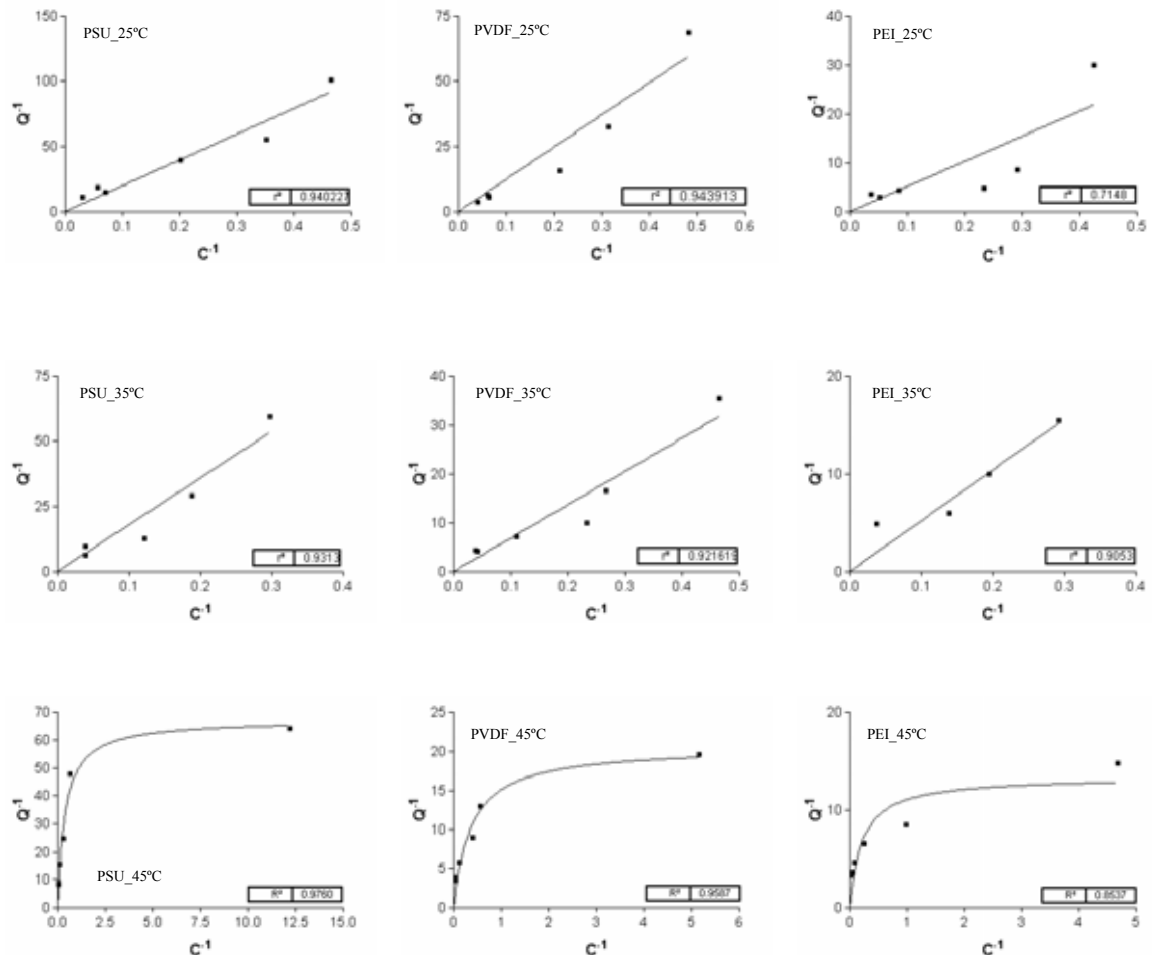 PSU_25ºC
150
100
50
0
Q⁻¹
0.0 0.1 0.2 0.3 0.4 0.5
C⁻¹
r² 0.940227
PVDF_25ºC
75
50
25
0
Q⁻¹
0.0 0.1 0.2 0.3 0.4 0.5 0.6
C⁻¹
r² 0.943913
PEI_25ºC
40
30
20
10
0
Q⁻¹
0.0 0.1 0.2 0.3 0.4 0.5
C⁻¹
r² 0.7148
PSU_35ºC
75
50
25
0
Q⁻¹
0.0 0.1 0.2 0.3 0.4
C⁻¹
r² 0.9313
PVDF_35ºC
40
30
20
10
0
Q⁻¹
0.0 0.1 0.2 0.3 0.4 0.5
C⁻¹
r² 0.921619
PEI_35ºC
20
10
0
Q⁻¹
0.0 0.1 0.2 0.3 0.4
C⁻¹
r² 0.9053
70
60
50
40
30
20
10
0
Q⁻¹
PSU_45ºC
0.0 2.5 5.0 7.5 10.0 12.5 15.0
C⁻¹
R² 0.9760
PVDF_45ºC
25
20
15
10
5
0
Q⁻¹
0 1 2 3 4 5 6
C⁻¹
R² 0.9587
PEI_45ºC
20
10
0
Q⁻¹
0 1 2 3 4 5
C⁻¹
R² 0.8537